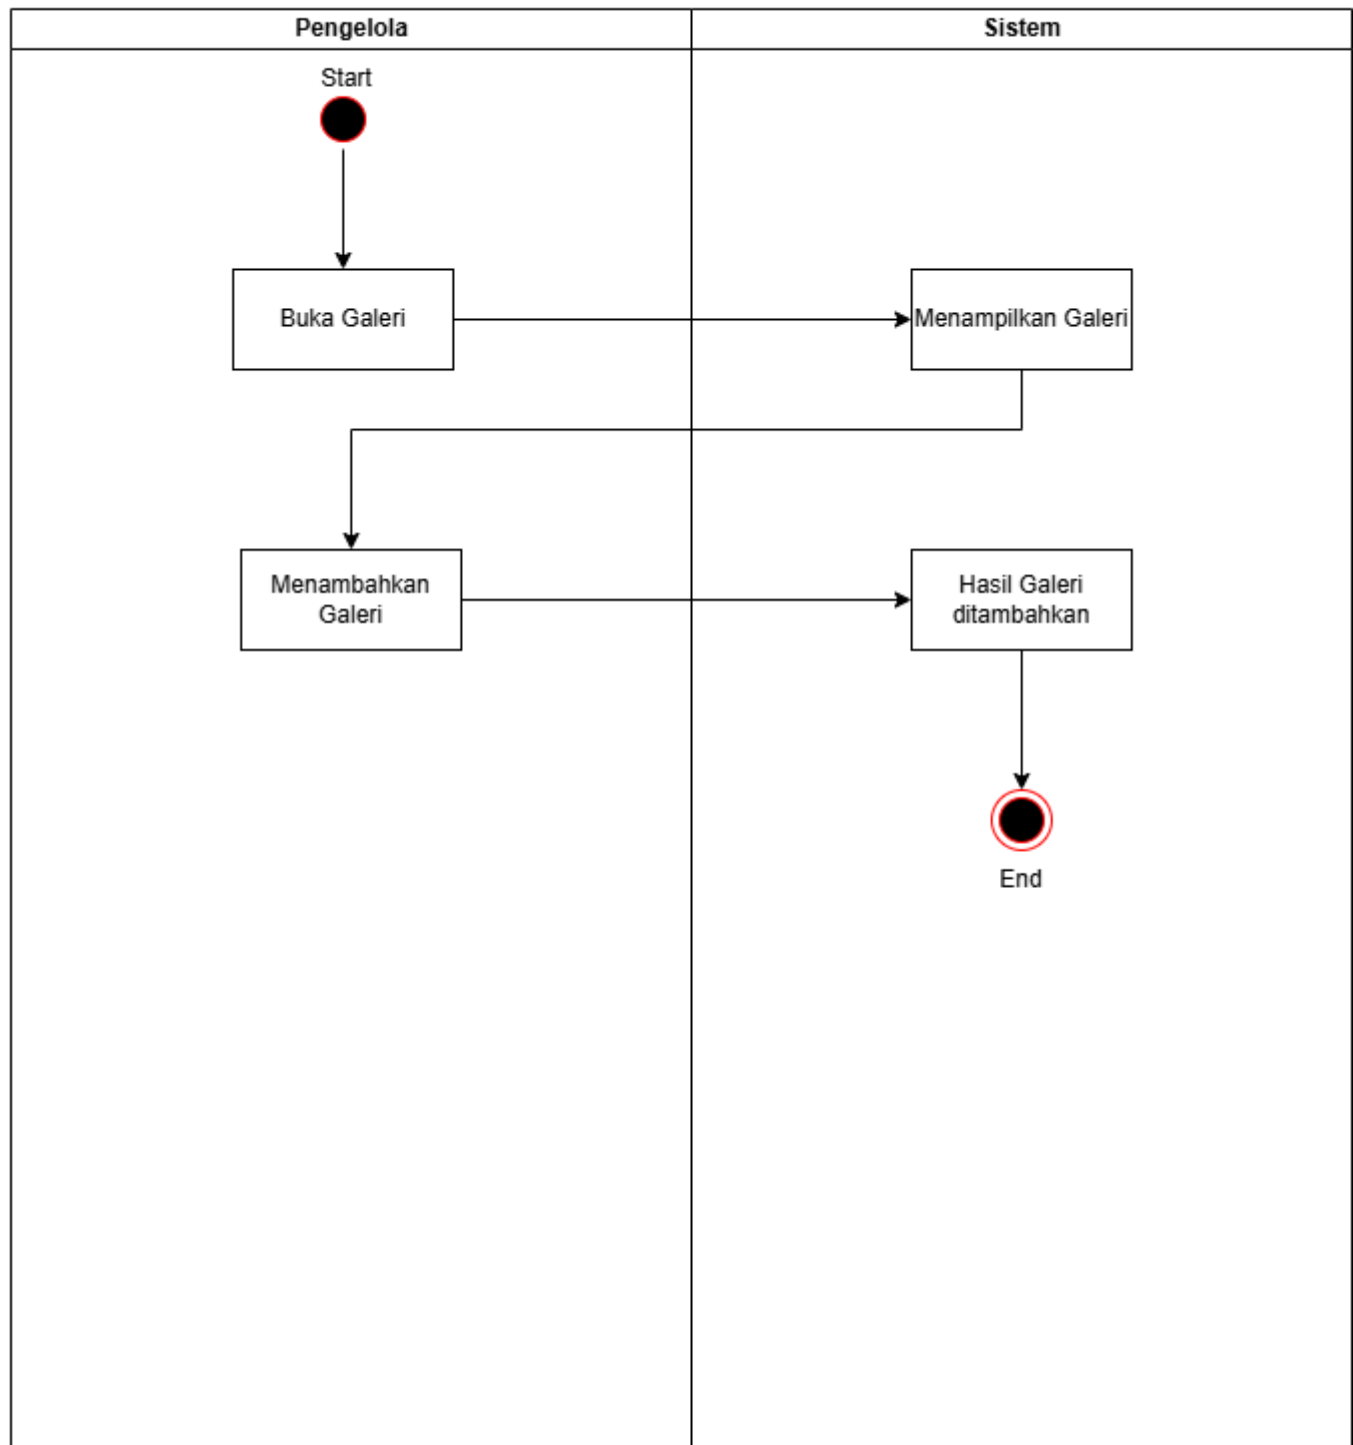 Pengelola
Sistem
Start
Buka Galeri
Menampilkan Galeri
Menambahkan
Galeri
Hasil Galeri
ditambahkan
End